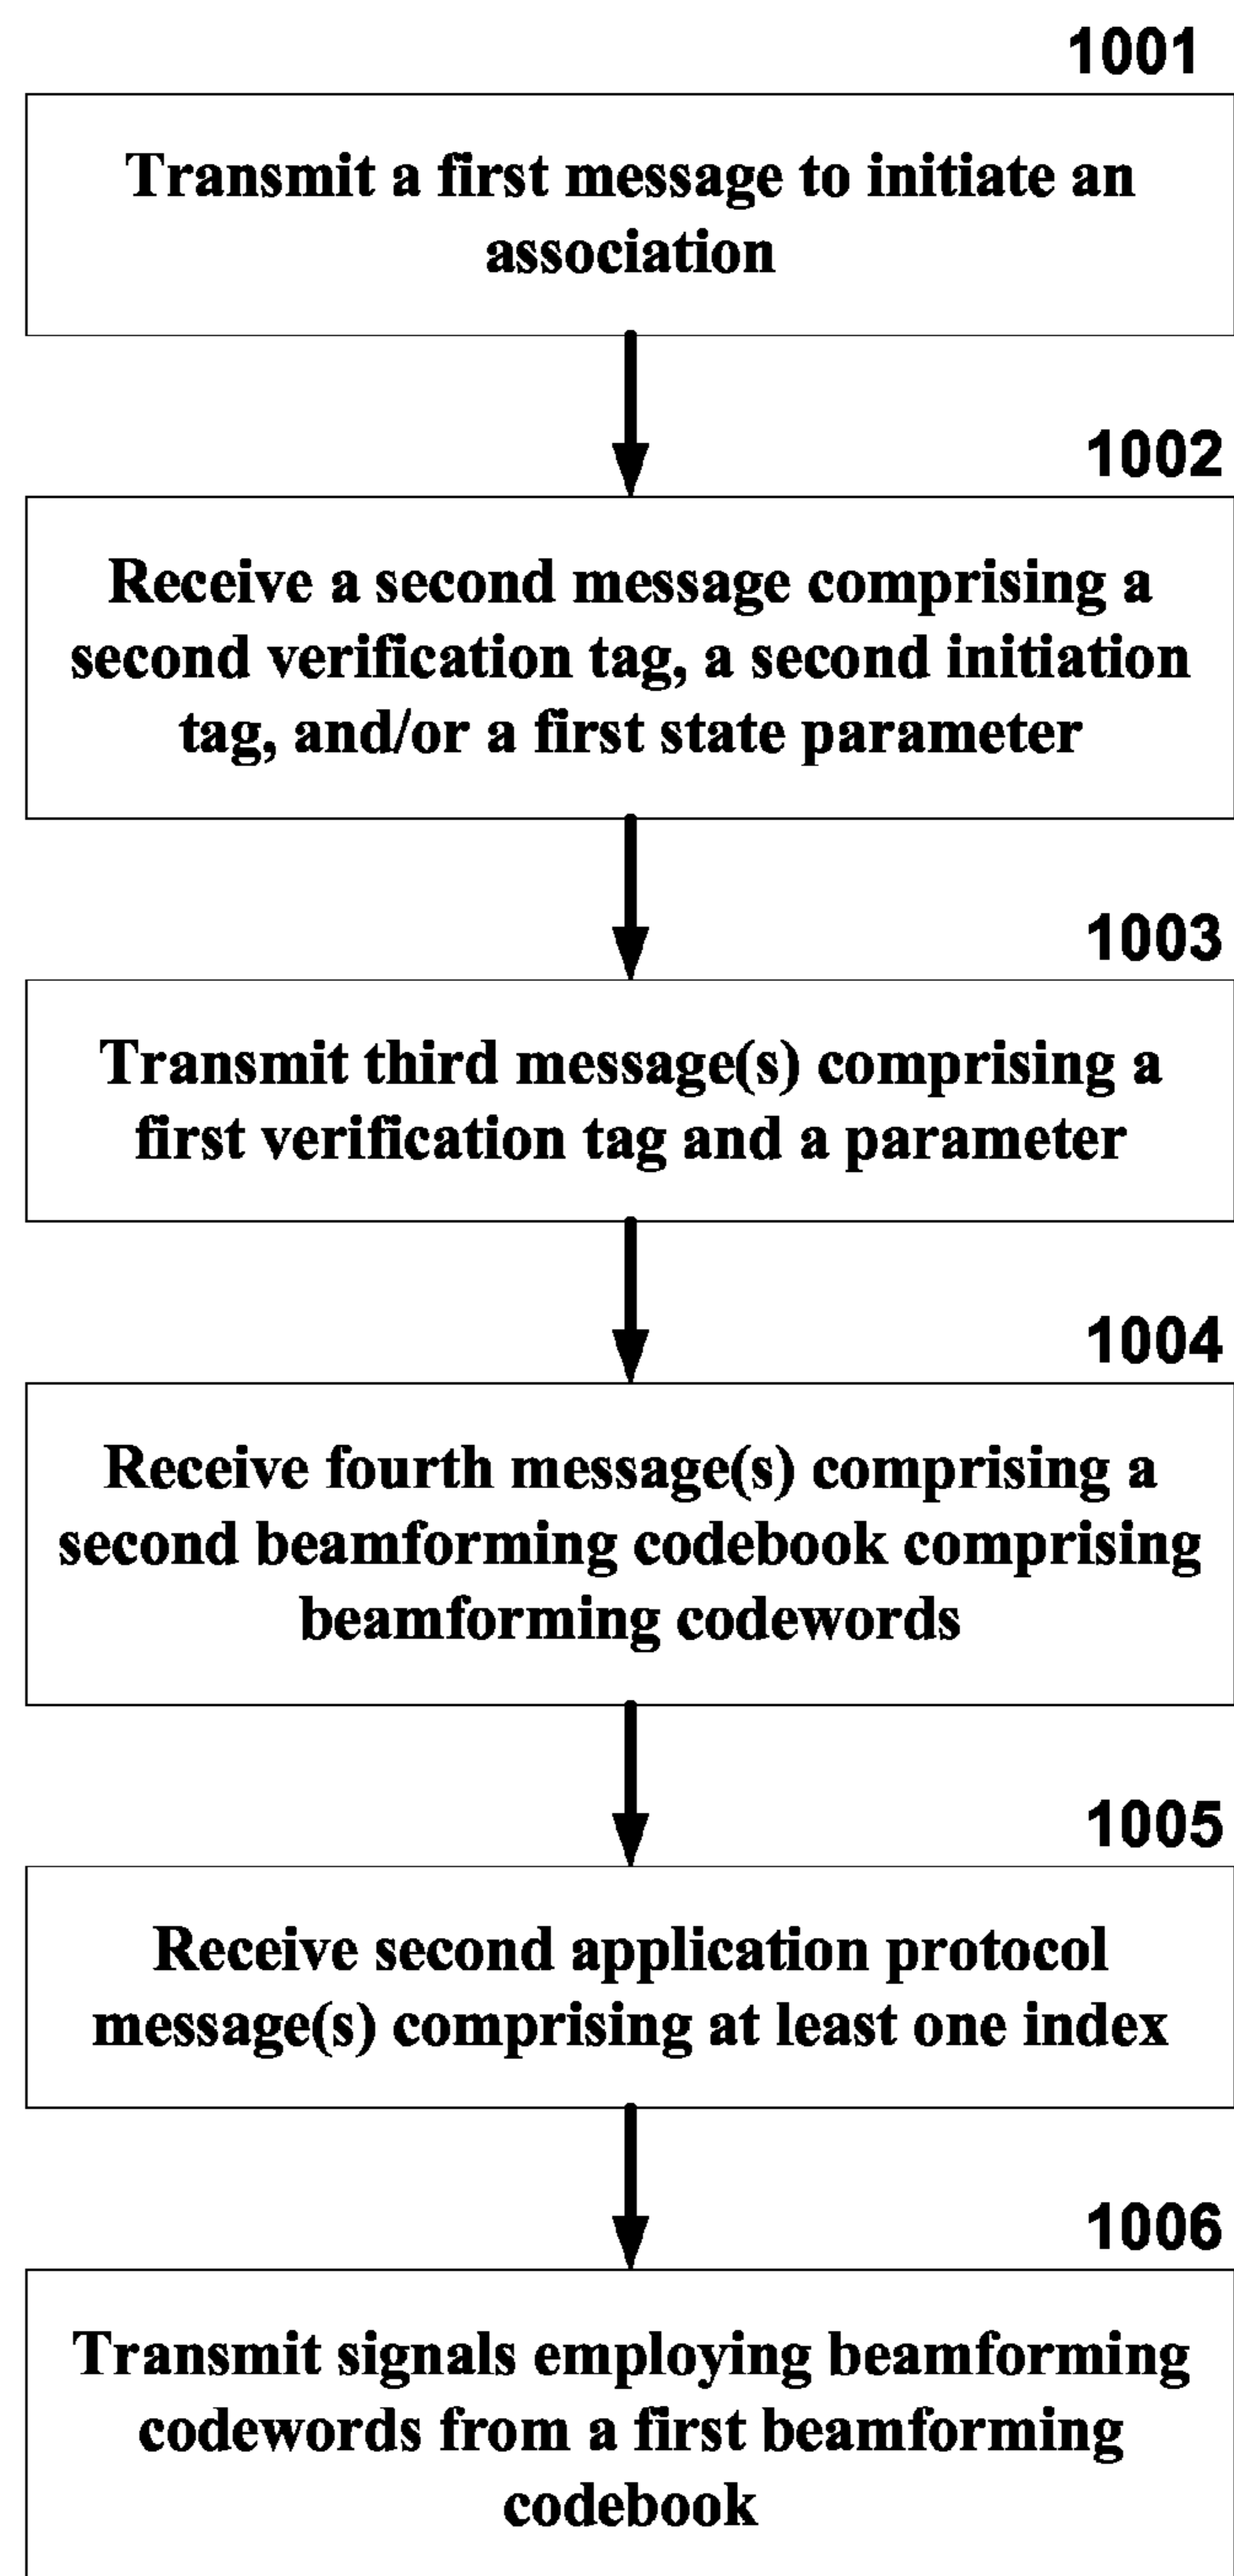 1001
Transmit a first message to initiate an
association
1002
Receive a second message comprising a
second verification tag, a second initiation
tag, and/or a first state parameter
1003
Transmit third message(s) comprising a
first verification tag and a parameter
1004
Receive fourth message(s) comprising a
second beamforming codebook comprising
beamforming codewords
1005
Receive second application protocol
message(s) comprising at least one index
1006
Transmit signals employing beamforming
codewords from a first beamforming
codebook